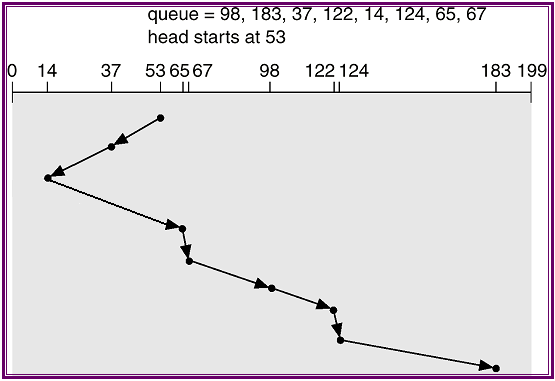 queue = 98, 183, 37, 122, 14, 124, 65, 67
head starts at 53
0 14 37 53 65 67 98 122 124 183 199